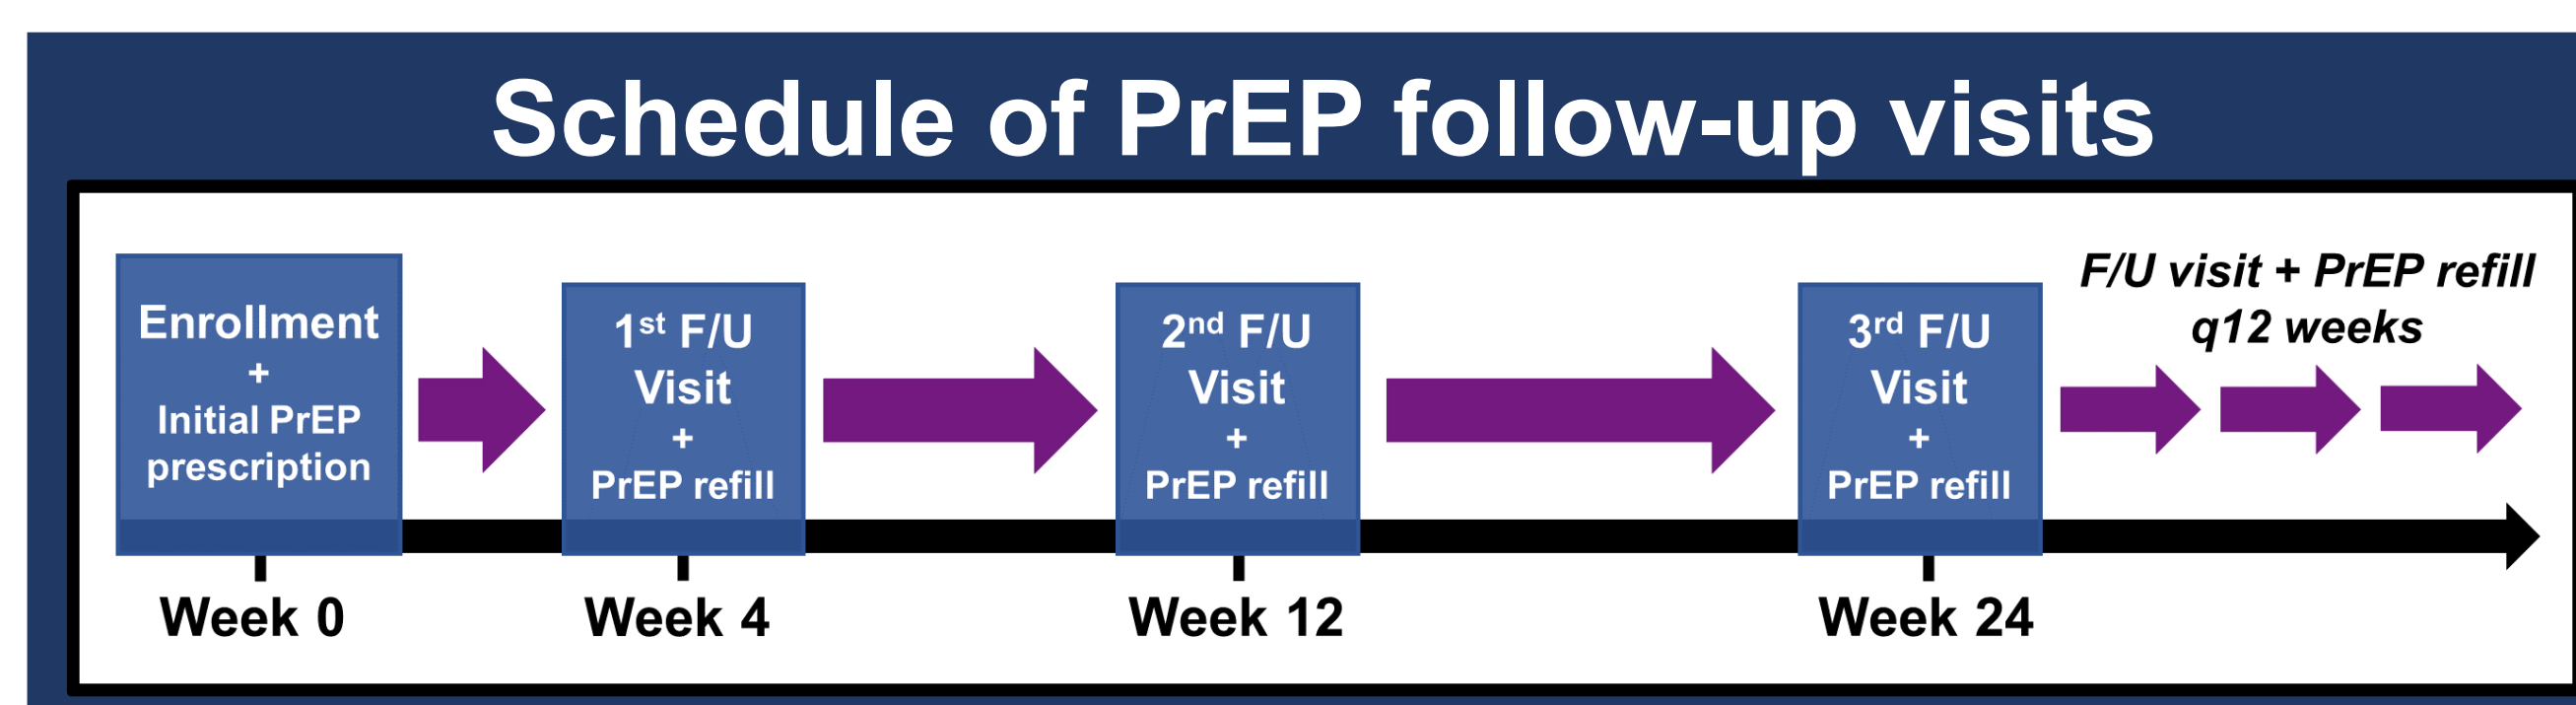 Schedule of PrEP follow-up visits
Enrollment
+
Initial PrEP
prescription
1st F/U
Visit
+
PrEP refill
2nd F/U
Visit
+
PrEP refill
3rd F/U
Visit
+
PrEP refill
F/U visit + PrEP refill
q12 weeks
Week 0
Week 4
Week 12
Week 24